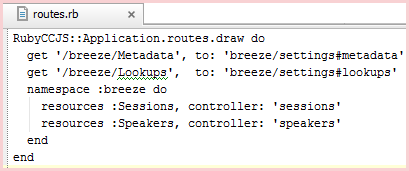 routes.rb
RubyCCJS::Application.routes.draw do
  get '/breeze/Metadata', to: 'breeze/settings#metadata'
  get '/breeze/Lookups',  to: 'breeze/settings#lookups'
  namespace :breeze do
    resources :Sessions, controller: 'sessions'
    resources :Speakers, controller: 'speakers'
  end
end